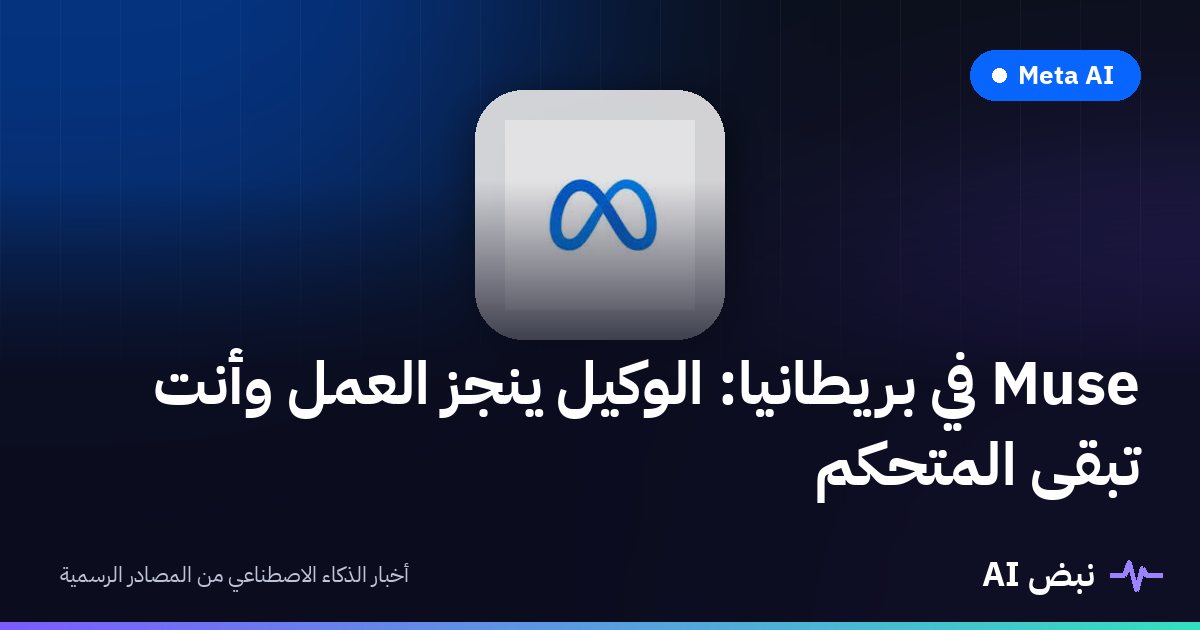 Meta AI
Muse في بريطانيا: الوكيل ينجز العمل وأنت
تبقى المتحكم
نبض AI
أخبار الذكاء الاصطناعي من المصادر الرسمية